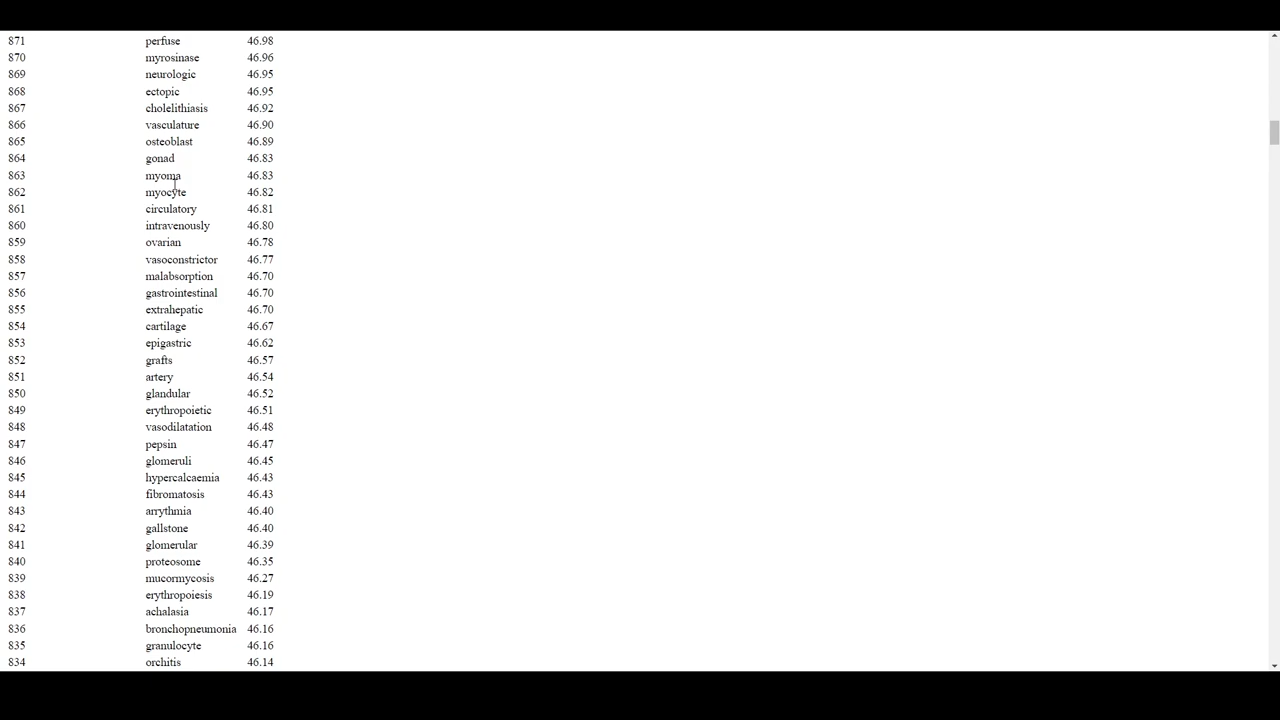 871 perfuse 46.98
870 myrosinase 46.96
869 neurologic 46.95
868 ectopic 46.95
867 cholelithiasis 46.92
866 vasculature 46.90
865 osteoblast 46.89
864 gonad 46.83
863 myoma 46.83
862 myocyte 46.82
861 circulatory 46.81
860 intravenously 46.80
859 ovarian 46.78
858 vasoconstrictor 46.77
857 malabsorption 46.70
856 gastrointestinal 46.70
855 extrahepatic 46.70
854 cartilage 46.67
853 epigastric 46.62
852 grafts 46.57
851 artery 46.54
850 glandular 46.52
849 erythropoietic 46.51
848 vasodilatation 46.48
847 pepsin 46.47
846 glomeruli 46.45
845 hypercalcaemia 46.43
844 fibromatosis 46.43
843 arrythmia 46.40
842 gallstone 46.40
841 glomerular 46.39
840 proteosome 46.35
839 mucormycosis 46.27
838 erythropoiesis 46.19
837 achalasia 46.17
836 bronchopneumonia 46.16
835 granulocyte 46.16
834 orchitis 46.14